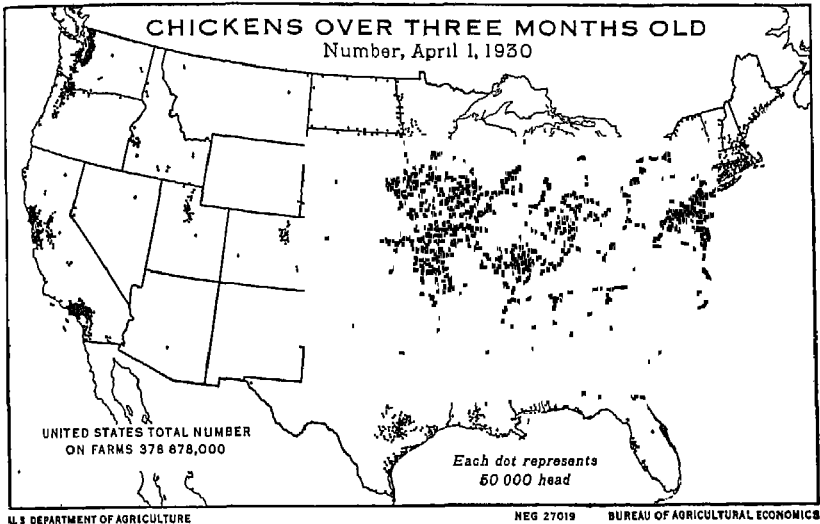 CHICKENS OVER THREE MONTHS OLD
Number, April 1, 1930
UNITED STATES TOTAL NUMBER
ON FARMS 378 878,000
Each dot represents
50 000 head
U.S DEPARTMENT OF AGRICULTURE
NEG 27019
BUREAU OF AGRICULTURAL ECONOMICS